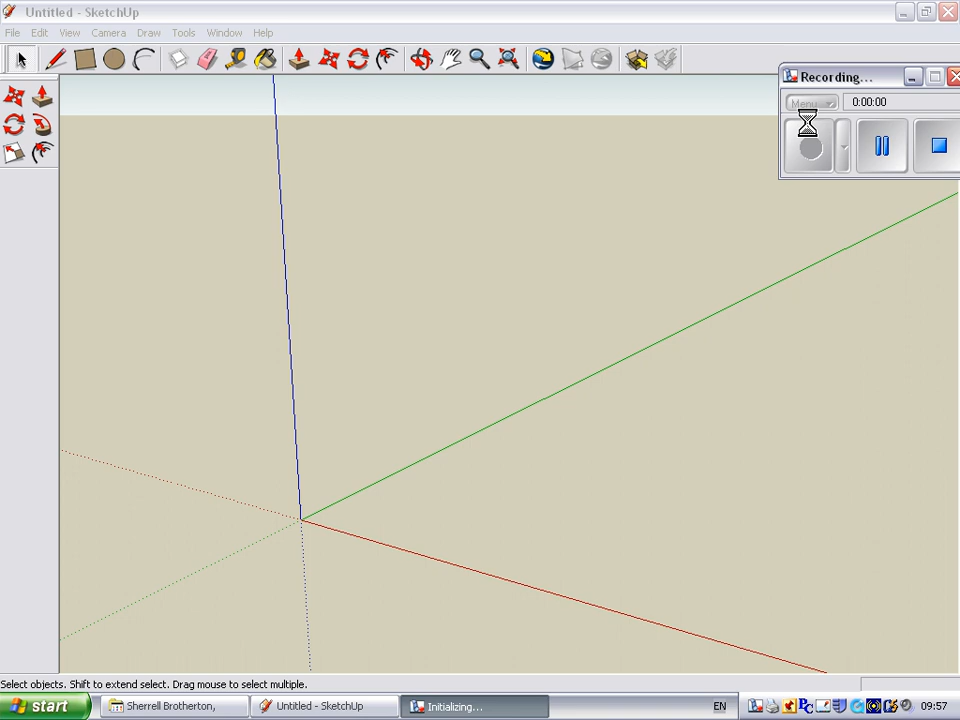 Untitled - SketchUp
File Edit View Camera Draw Tools Window Help
Recording...
Menu
0:00:00
Select objects. Shift to extend select. Drag mouse to select multiple.
start
Sherrell Brotherton,
Untitled - SketchUp
Initializing...
EN
09:57